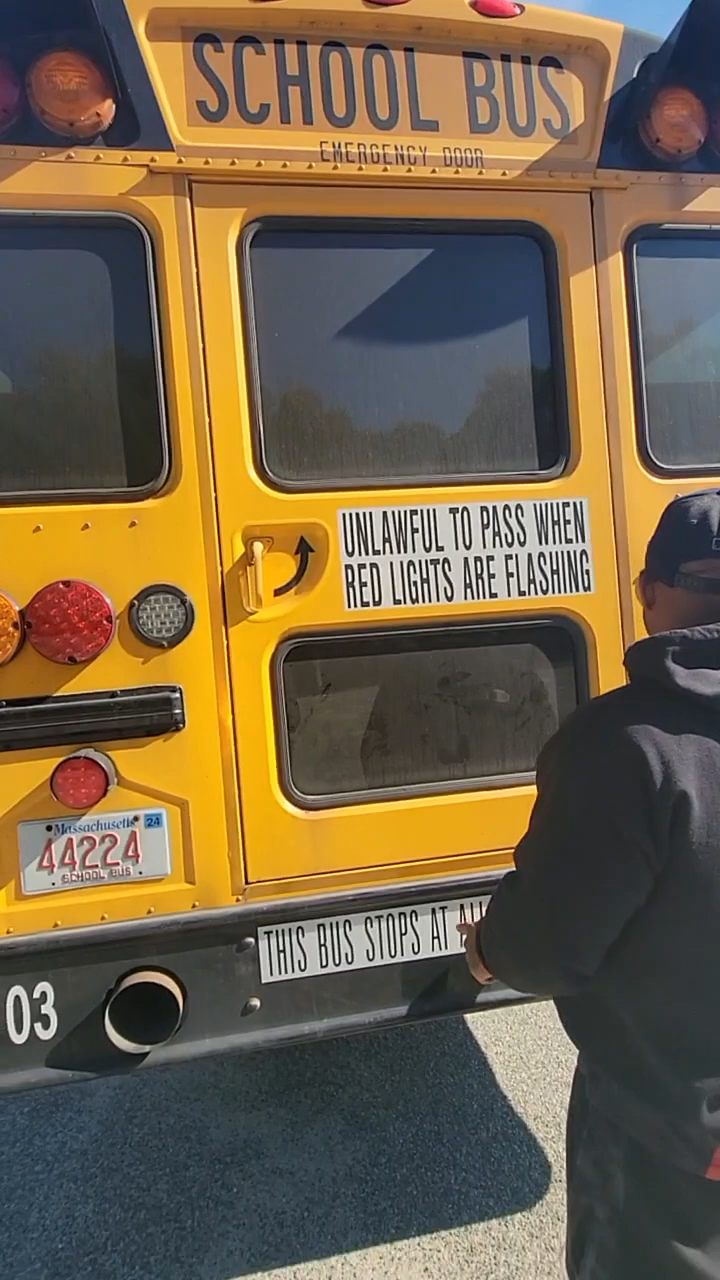 SCHOOL BUS
EMERGENCY DOOR
UNLAWFUL TO PASS WHEN
RED LIGHTS ARE FLASHING
Massachusetts 24
44224
SCHOOL BUS
THIS BUS STOPS AT
03